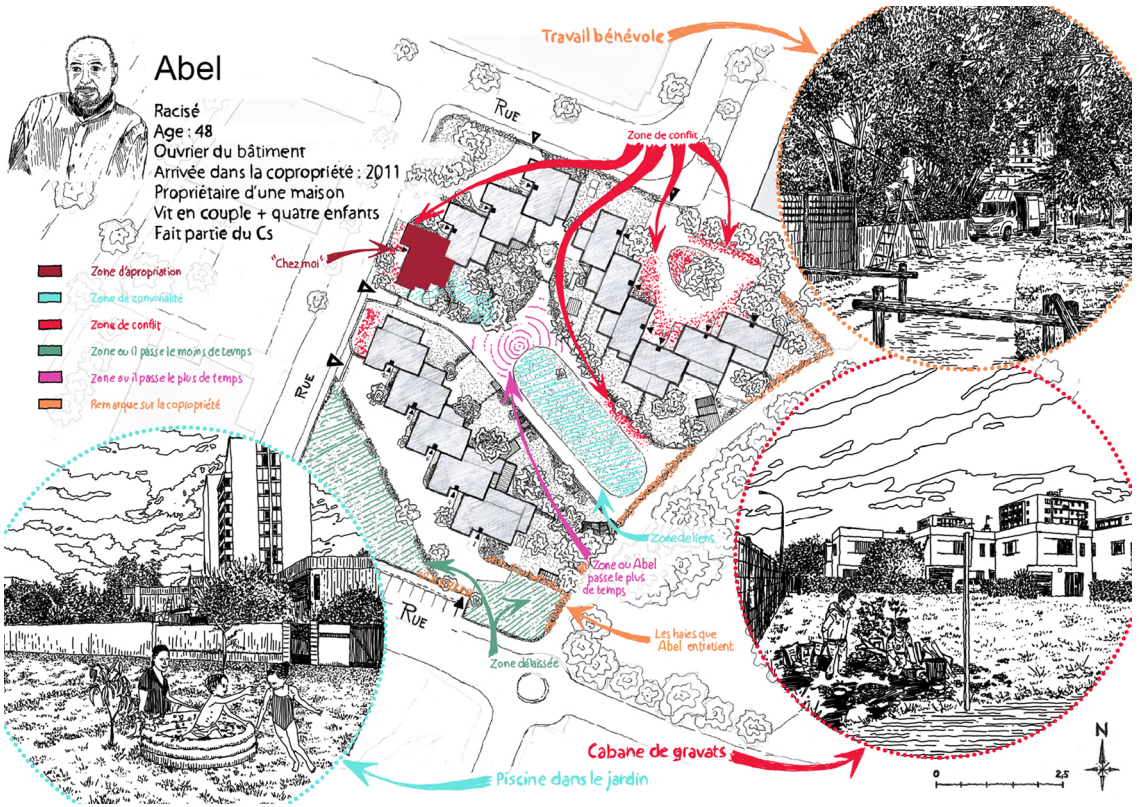 Abel
Racisé
Age : 48
Ouvrier du bâtiment
Arrivée dans la copropriété : 2011
Propriétaire d'une maison
Vit en couple + quatre enfants
Fait partie du Cs
"Chez moi"
Zone d'apropriation
Zone de convivialité
Zone de conflit
Zone ou il passe le moins de temps
Zone ou il passe le plus de temps
Remarque sur la copropriété
Travail bénévole
RUE
Zone de conflit
RUE
Zone de liens
Zone ou Abel
passe le plus
de temps
RUE
Les haies que
Abel entretient
Zone délaissée
Cabane de gravats
Piscine dans le jardin
N
0 2,5